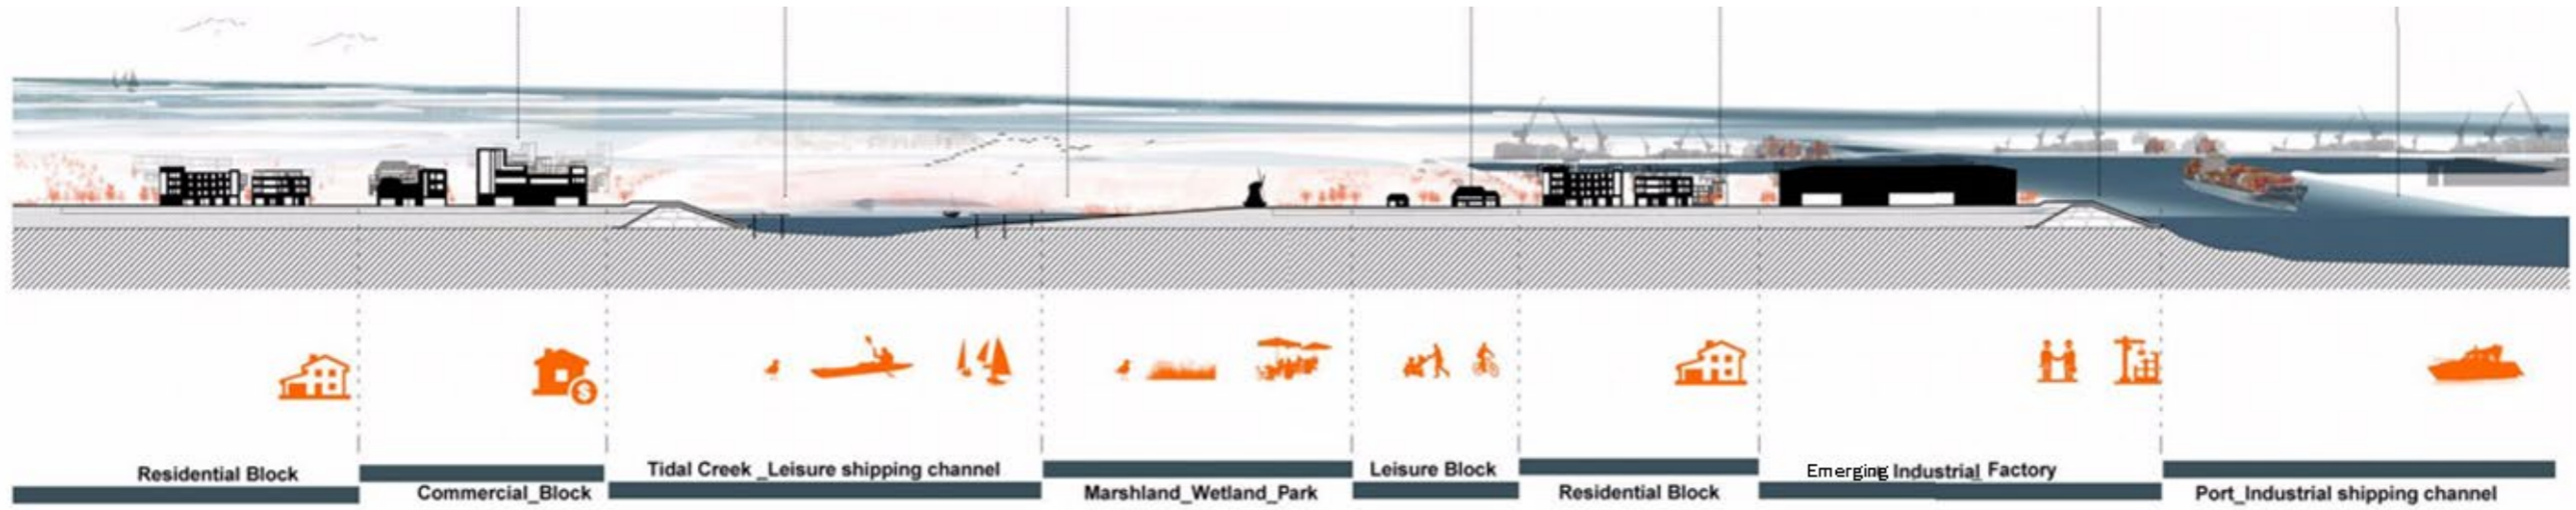 $
Residential Block
Commercial_Block
Tidal Creek _Leisure shipping channel
Marshland_Wetland_Park
Leisure Block
Residential Block
Emerging Industrial_Factory
Port_Industrial shipping channel